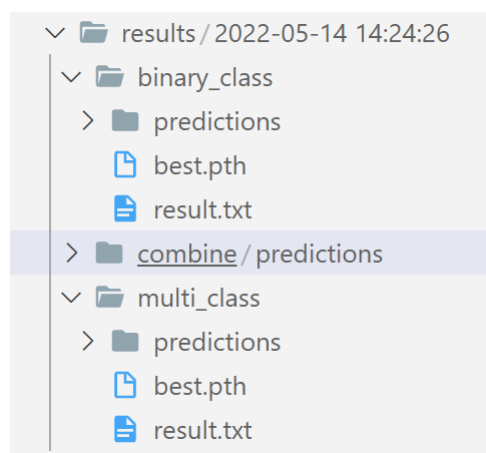 results / 2022-05-14 14:24:26
binary_class
predictions
best.pth
result.txt
combine / predictions
multi_class
predictions
best.pth
result.txt